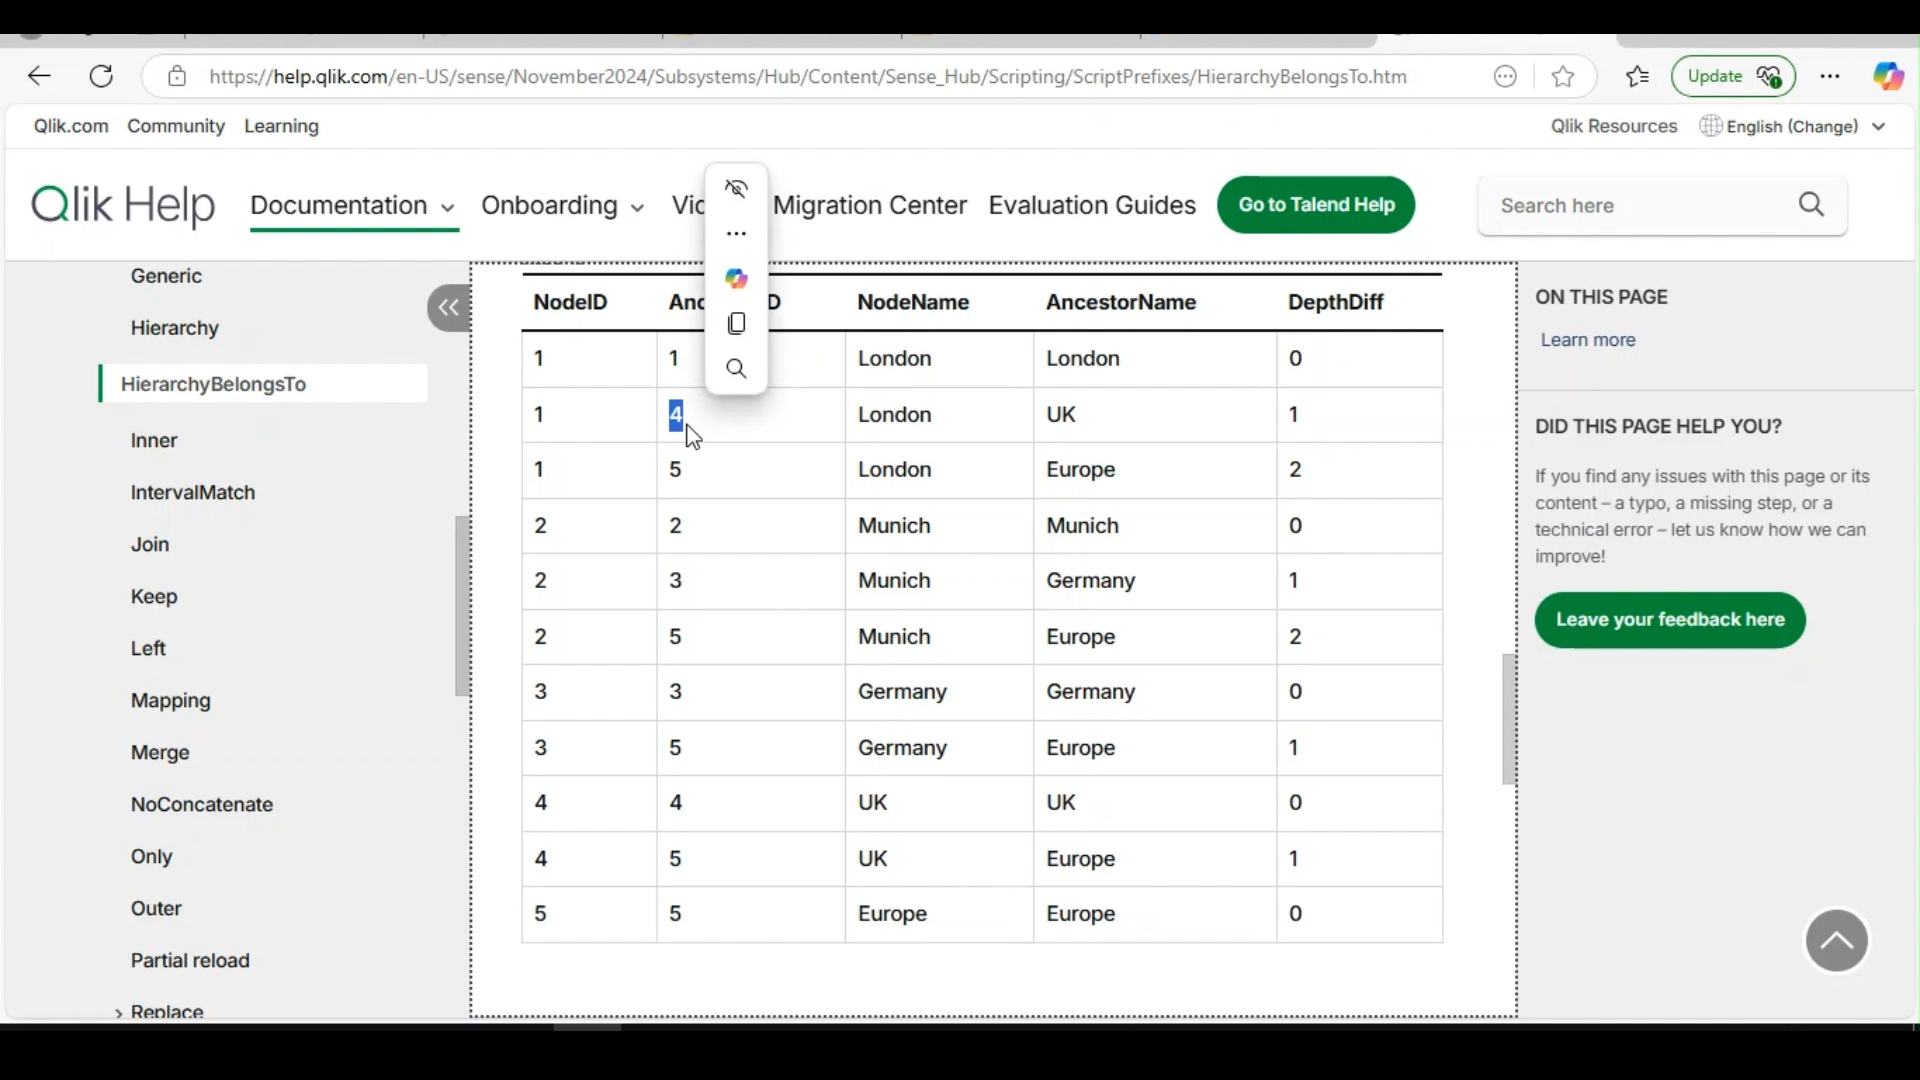 https://help.qlik.com/en-US/sense/November2024/Subsystems/Hub/Content/Sense_Hub/Scripting/ScriptPrefixes/HierarchyBelongsTo.htm
Update
Qlik.com Community Learning
Qlik Resources English (Change)
Qlik Help Documentation Onboarding Migration Center Evaluation Guides Go to Talend Help Search here
Generic
Hierarchy
HierarchyBelongsTo
Inner
IntervalMatch
Join
Keep
Left
Mapping
Merge
NoConcatenate
Only
Outer
Partial reload
Replace
NodeID NodeName AncestorName DepthDiff
1 1 London London 0
1 4 London UK 1
1 5 London Europe 2
2 2 Munich Munich 0
2 3 Munich Germany 1
2 5 Munich Europe 2
3 3 Germany Germany 0
3 5 Germany Europe 1
4 4 UK UK 0
4 5 UK Europe 1
5 5 Europe Europe 0
ON THIS PAGE
Learn more
DID THIS PAGE HELP YOU?
If you find any issues with this page or its
content – a typo, a missing step, or a
technical error – let us know how we can
improve!
Leave your feedback here